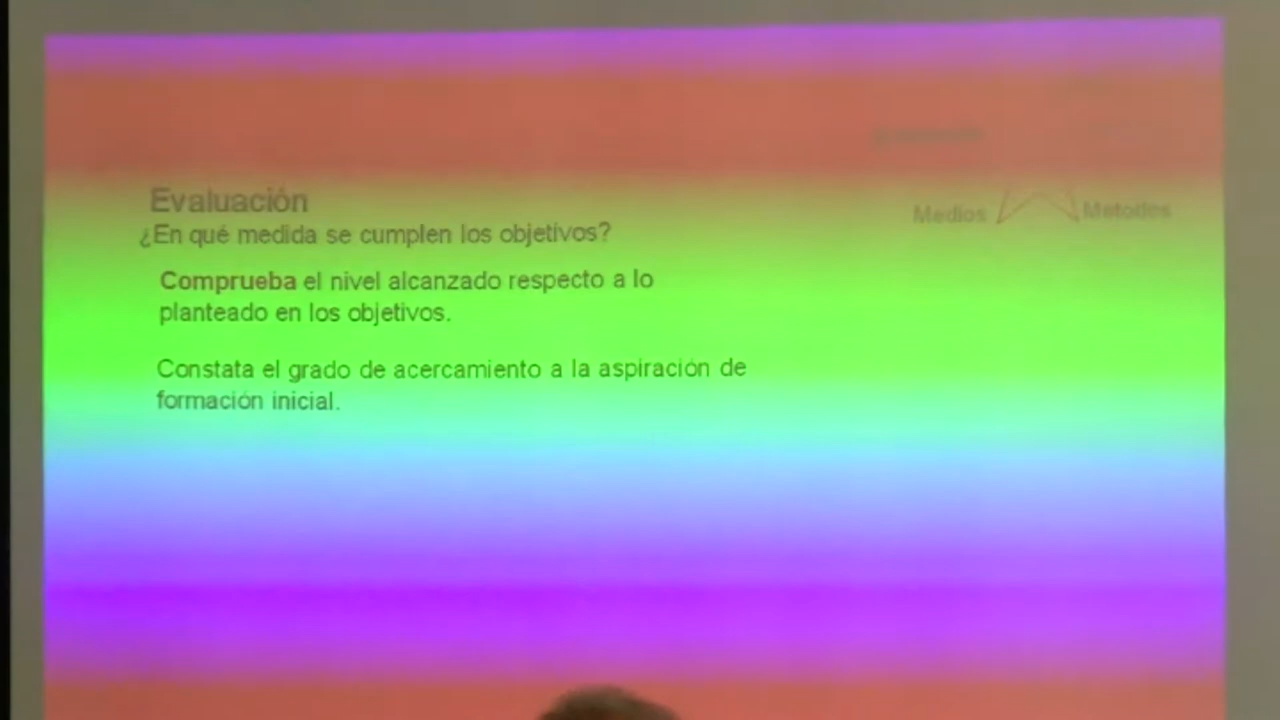 Evaluación
¿En qué medida se cumplen los objetivos?
Medios Metodos
Comprueba el nivel alcanzado respecto a lo
planteado en los objetivos.
Constata el grado de acercamiento a la aspiración de
formación inicial.